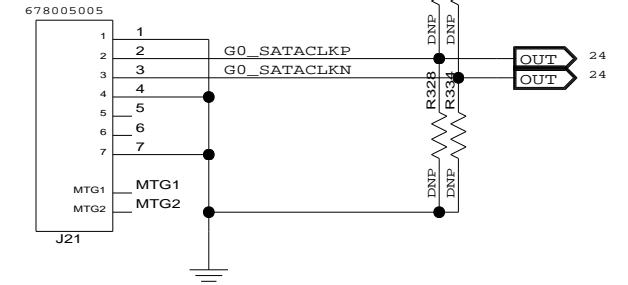 678005005
1 1
2 2 G0_SATACLKP OUT 24
3 3 G0_SATACLKN OUT 24
4 4
5 5
6 6
7 7
MTG1 MTG1
MTG2 MTG2
J21
DNP DNP
R328 R334
DNP DNP